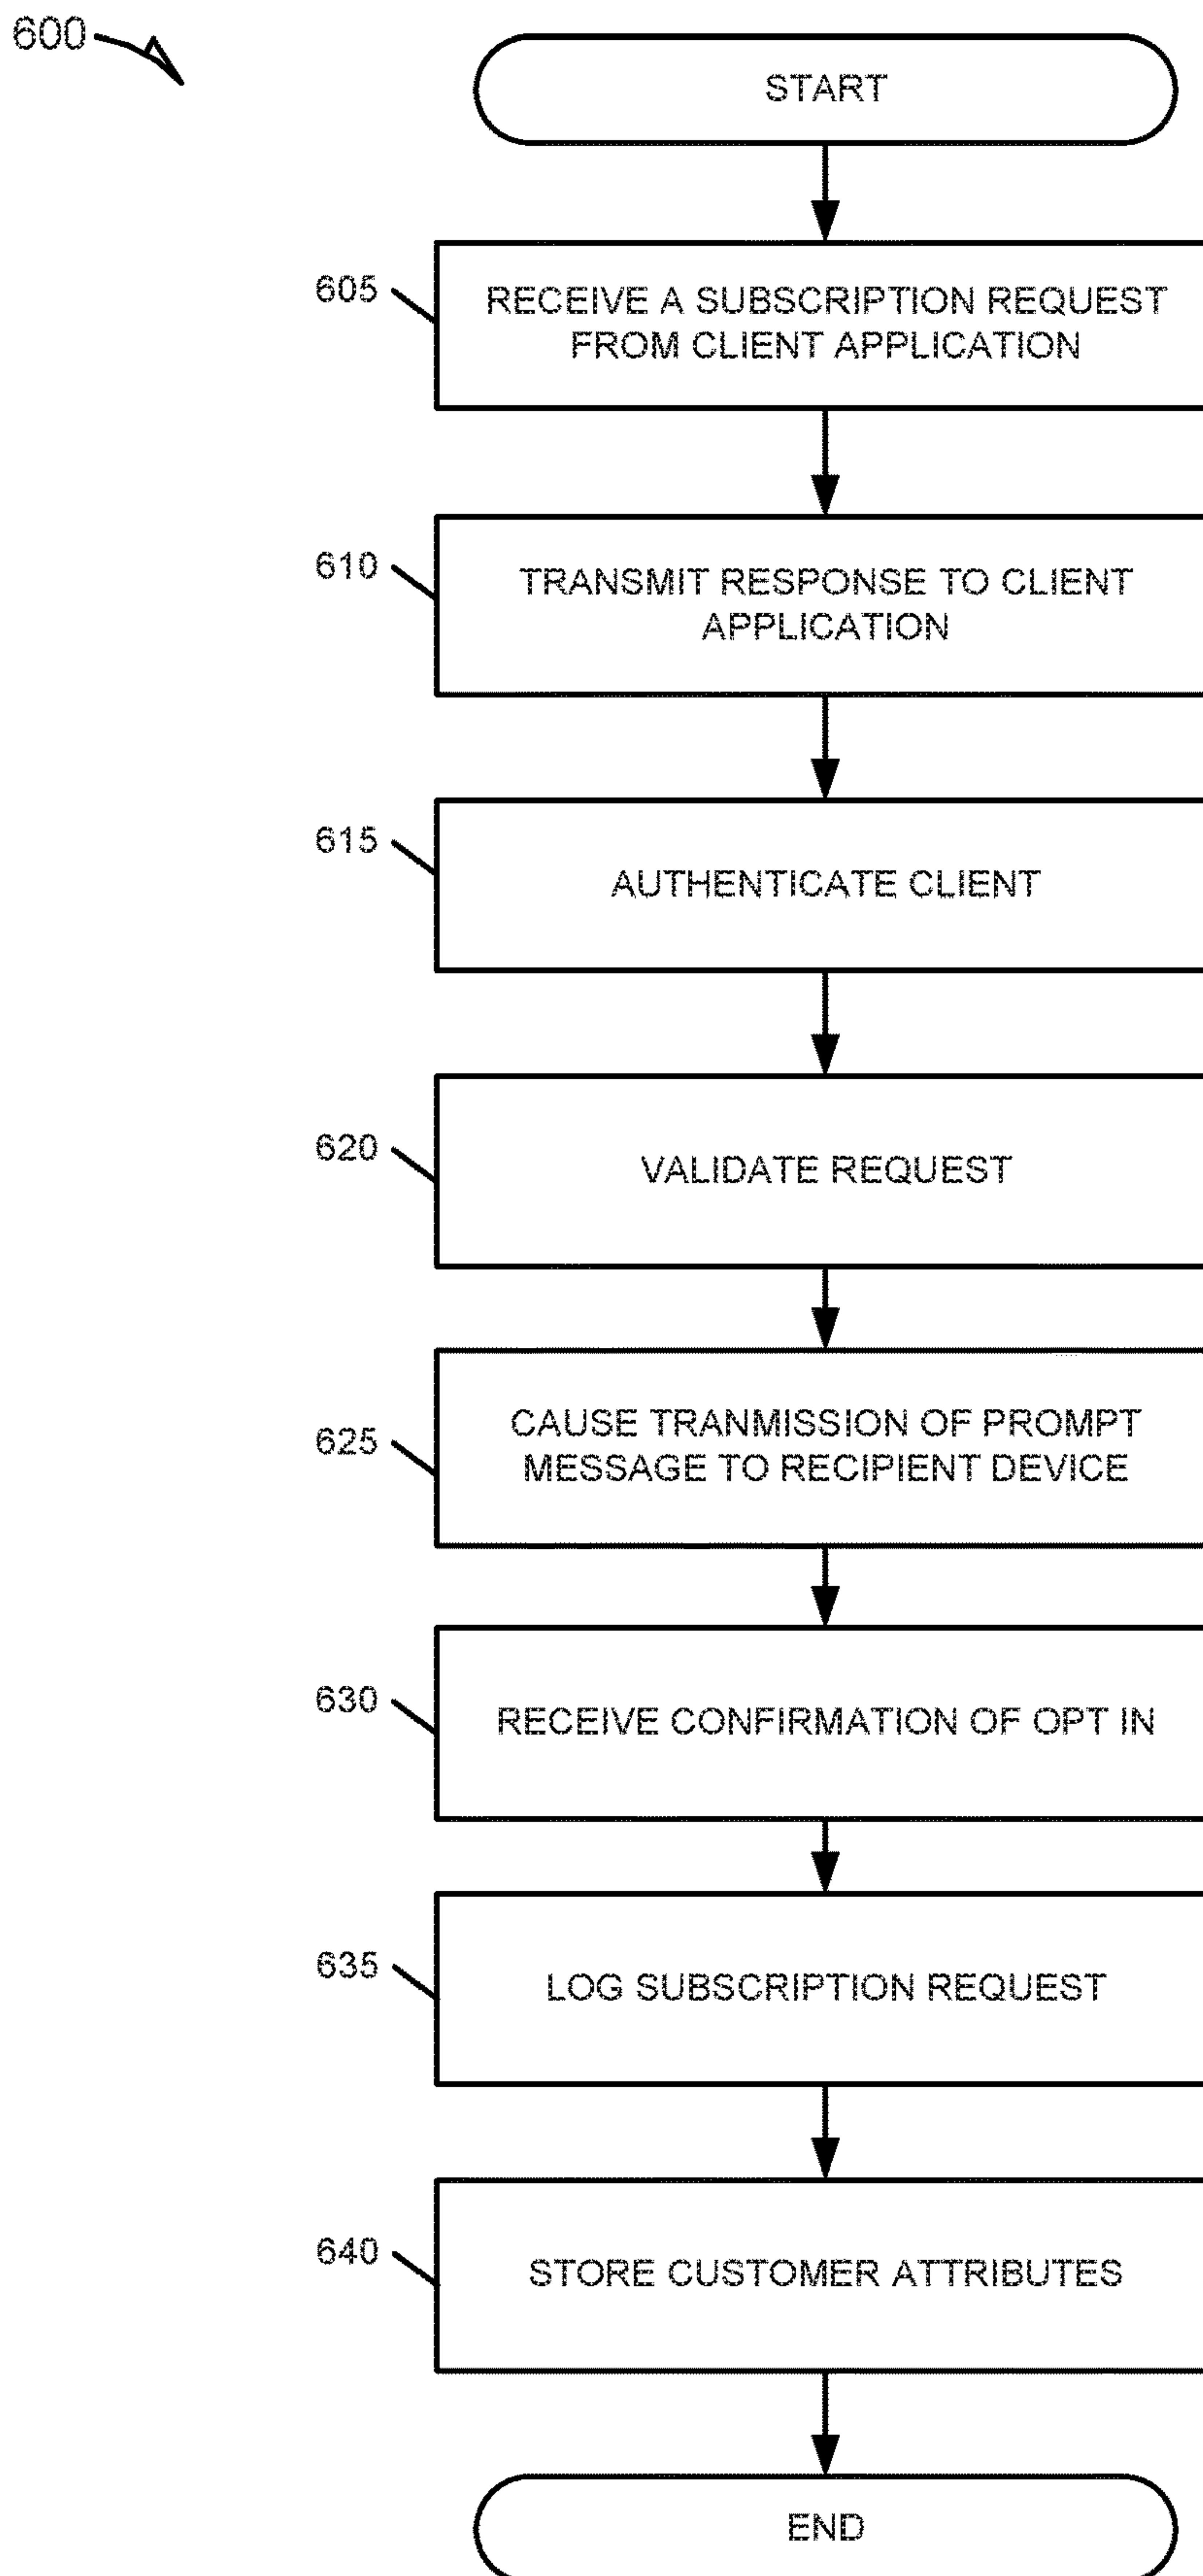 600
START
605
RECEIVE A SUBSCRIPTION REQUEST
FROM CLIENT APPLICATION
610
TRANSMIT RESPONSE TO CLIENT
APPLICATION
615
AUTHENTICATE CLIENT
620
VALIDATE REQUEST
625
CAUSE TRANMISSION OF PROMPT
MESSAGE TO RECIPIENT DEVICE
630
RECEIVE CONFIRMATION OF OPT IN
635
LOG SUBSCRIPTION REQUEST
640
STORE CUSTOMER ATTRIBUTES
END